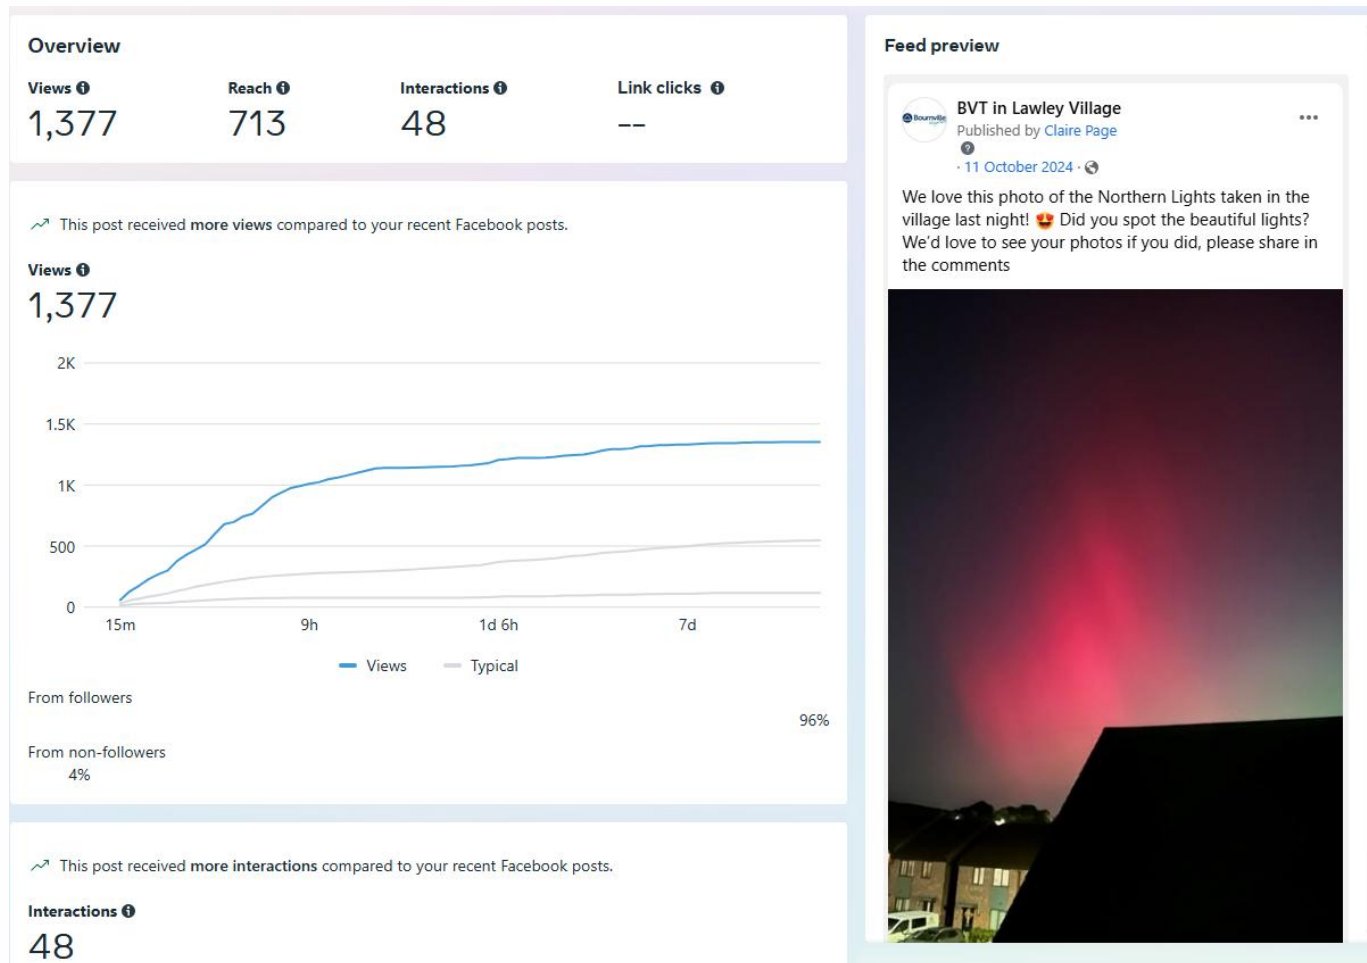 Overview
Views
Reach
Interactions
Link clicks
1,377
713
48
--
This post received more views compared to your recent Facebook posts.
Views
1,377
2K
1.5K
1K
500
0
15m
9h
1d 6h
7d
Views
Typical
From followers
96%
From non-followers
4%
This post received more interactions compared to your recent Facebook posts.
Interactions
48
Feed preview
Bournville
BVT in Lawley Village
Published by Claire Page
· 11 October 2024 ·
We love this photo of the Northern Lights taken in the
village last night! 😍 Did you spot the beautiful lights?
We'd love to see your photos if you did, please share in
the comments